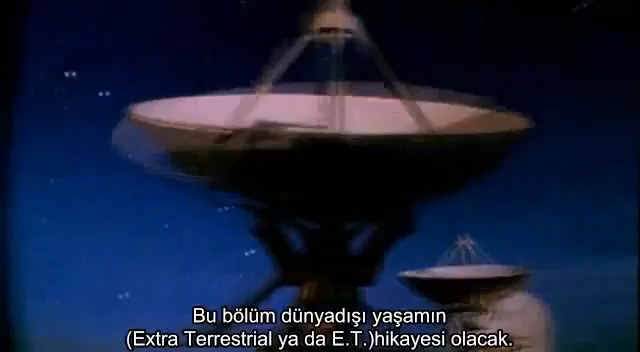 Bu bölüm dünyadışı yaşamın
(Extra Terrestrial ya da E.T.)hikayesi olacak.